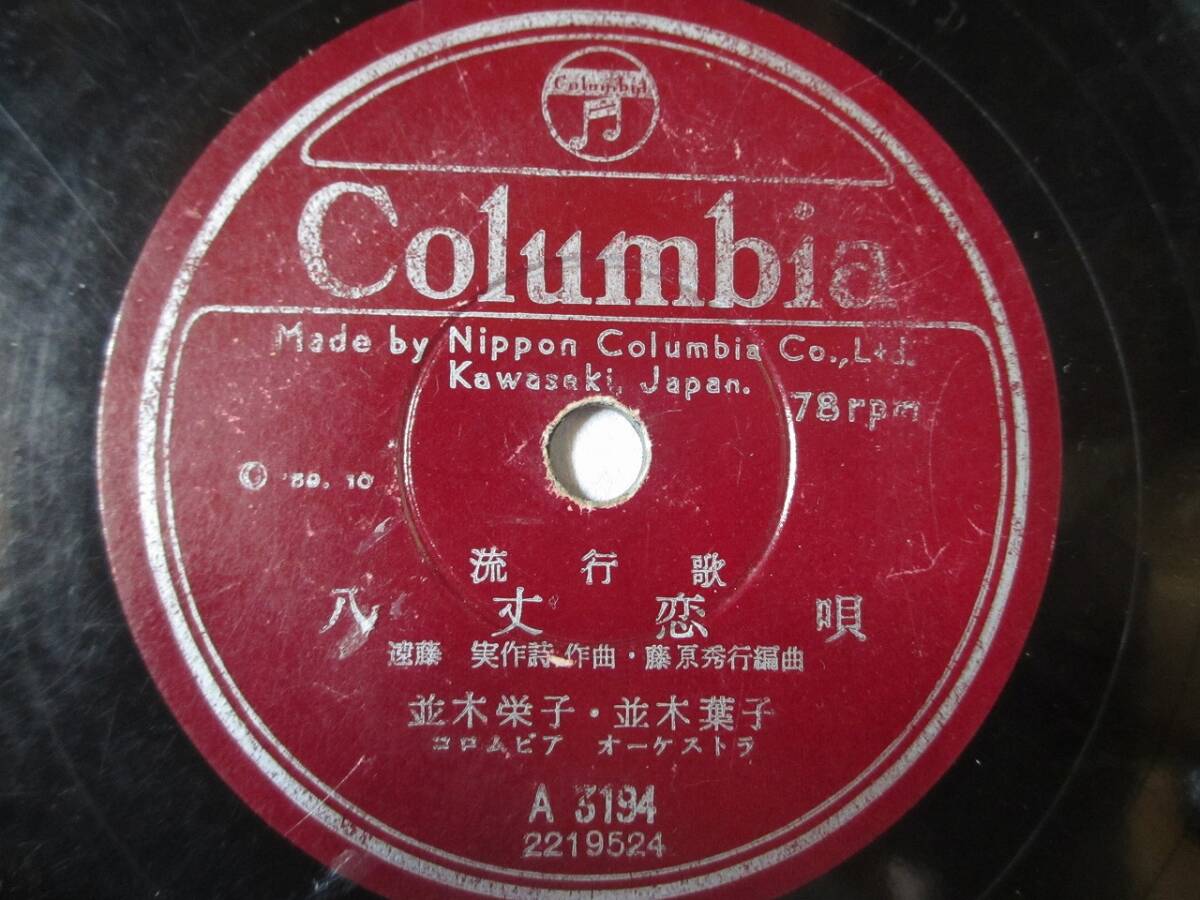 Columbia
Columbia
Made by Nippon Columbia Co.,Ltd.
Kawasaki, Japan.
78rpm
© '59. 10
流行歌
八丈恋唄
遠藤 実作詩 作曲・藤原秀行編曲
並木栄子・並木葉子
コロムビア オーケストラ
A 3194
2219524